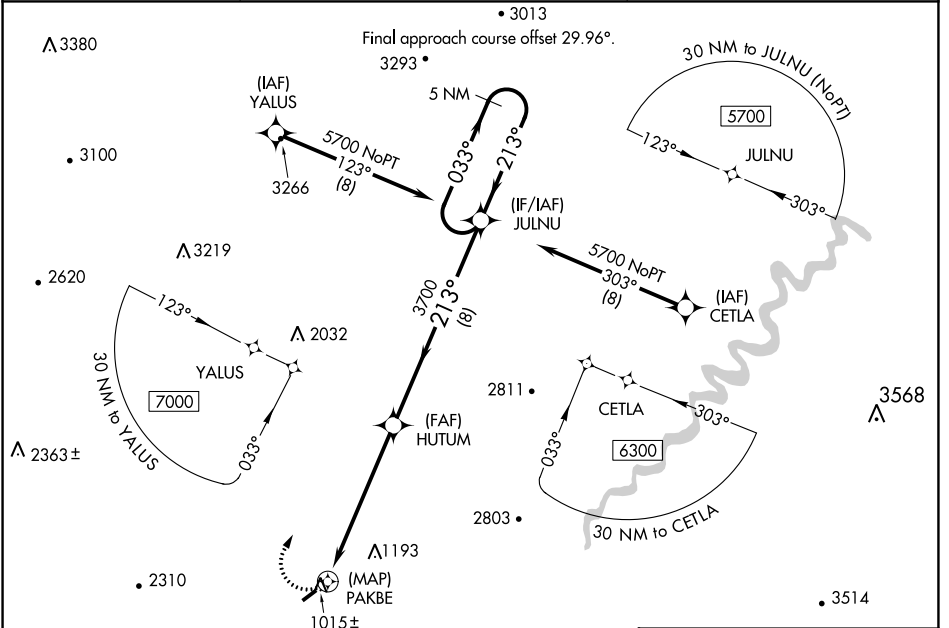 3013
3380
Final approach course offset 29.96°.
3293
30 NM to JULNU (NoPT)
5700
123°
JULNU
303°
(IAF)
YALUS
5 NM
5700 NoPT
123°
(8)
3266
033°
213°
3100
(IF/IAF)
JULNU
3219
2620
5700 NoPT
303°
(8)
(IAF)
CETLA
3700
213°
(8)
123°
2032
YALUS
7000
033°
30 NM to YALUS
2811
CETLA
303°
3568
033°
6300
30 NM to CETLA
(FAF)
HUTUM
2363±
2803
1193
(MAP)
PAKBE
2310
1015±
3514